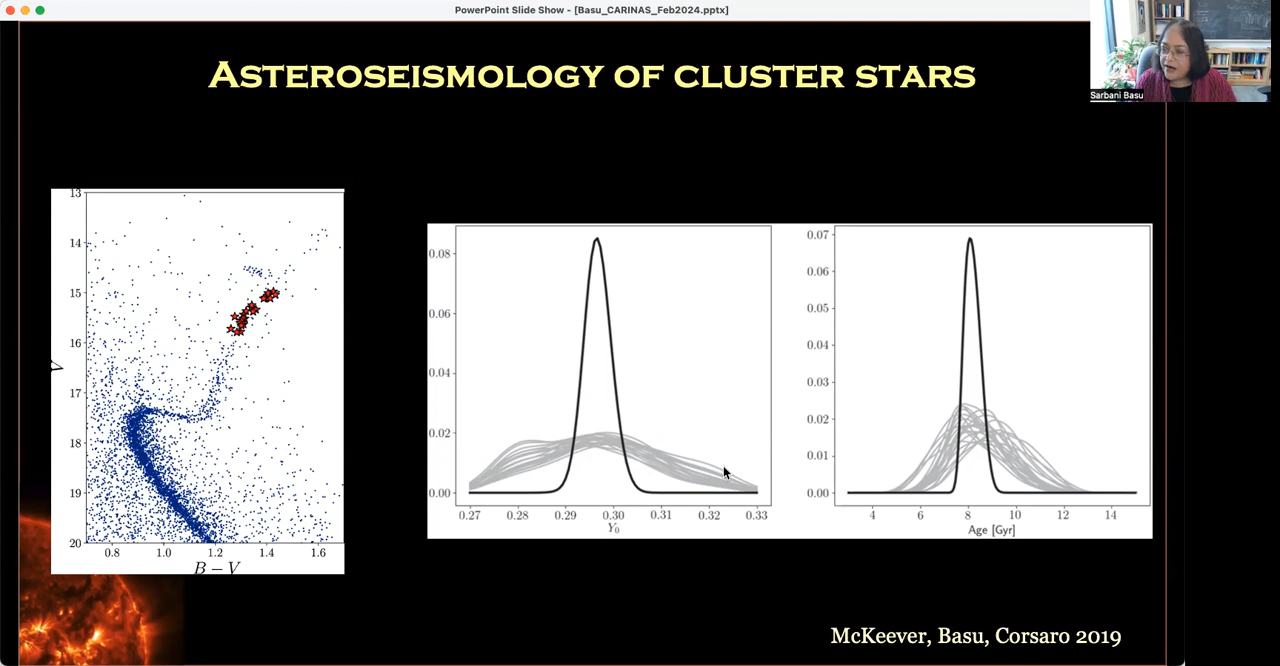 PowerPoint Slide Show - [Basu_CARINAS_Feb2024.pptx]
Sarbani Basu
ASTEROSEISMOLOGY OF CLUSTER STARS
13
14
15
16
V
17
18
19
20
0.8 1.0 1.2 1.4 1.6
B − V
0.08
0.06
0.04
0.02
0.00
0.27 0.28 0.29 0.30 0.31 0.32 0.33
Y₀
0.07
0.06
0.05
0.04
0.03
0.02
0.01
0.00
4 6 8 10 12 14
Age [Gyr]
McKeever, Basu, Corsaro 2019